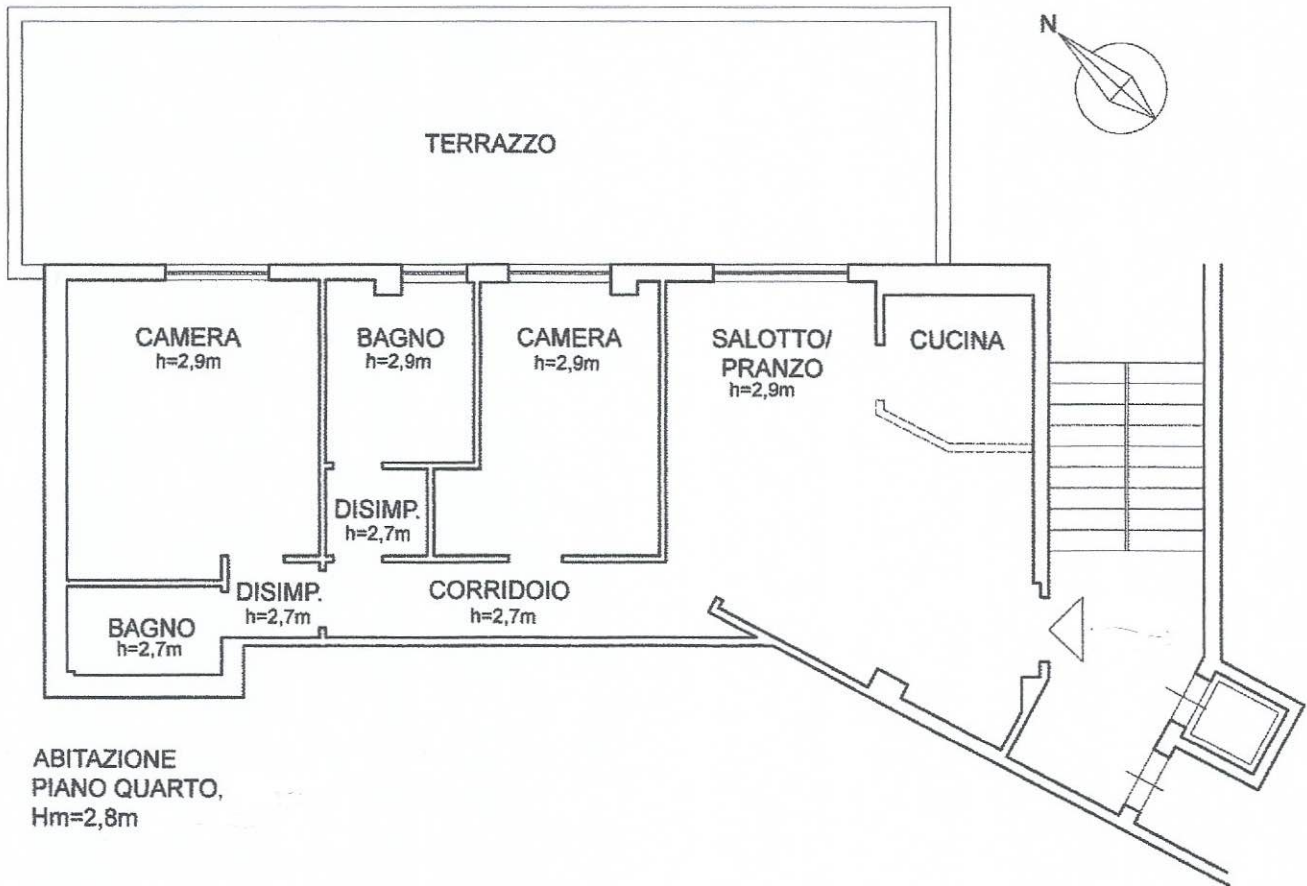 N
TERRAZZO
CAMERA
h=2,9m
BAGNO
h=2,9m
CAMERA
h=2,9m
SALOTTO/
PRANZO
h=2,9m
CUCINA
DISIMP.
h=2,7m
DISIMP.
h=2,7m
CORRIDOIO
h=2,7m
BAGNO
h=2,7m
ABITAZIONE
PIANO QUARTO,
Hm=2,8m